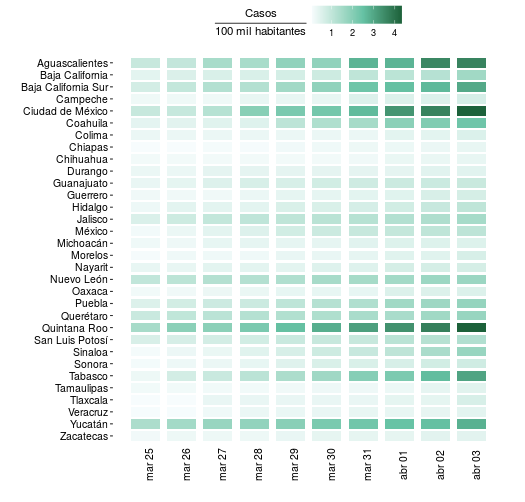 Casos
100 mil habitantes
1 2 3 4
Aguascalientes
Baja California
Baja California Sur
Campeche
Ciudad de México
Coahuila
Colima
Chiapas
Chihuahua
Durango
Guanajuato
Guerrero
Hidalgo
Jalisco
México
Michoacán
Morelos
Nayarit
Nuevo León
Oaxaca
Puebla
Querétaro
Quintana Roo
San Luis Potosí
Sinaloa
Sonora
Tabasco
Tamaulipas
Tlaxcala
Veracruz
Yucatán
Zacatecas
mar 25
mar 26
mar 27
mar 28
mar 29
mar 30
mar 31
abr 01
abr 02
abr 03